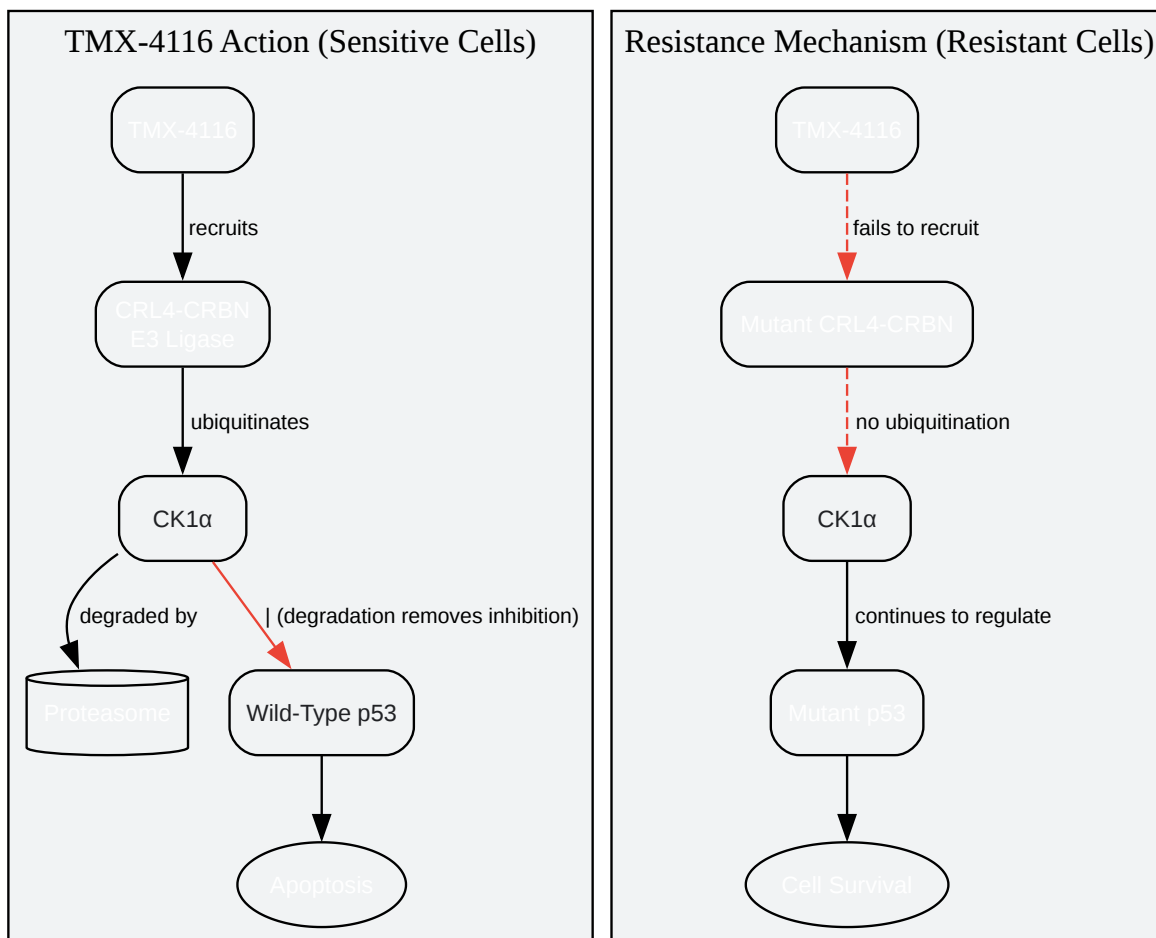 TMX-4116 Action (Sensitive Cells)
TMX-4116
recruits
CRL4-CRBN
E3 Ligase
ubiquitinates
CK1α
degraded by
| (degradation removes inhibition)
Proteasome
Wild-Type p53
Apoptosis
Resistance Mechanism (Resistant Cells)
TMX-4116
fails to recruit
Mutant CRL4-CRBN
no ubiquitination
CK1α
continues to regulate
Mutant p53
Cell Survival